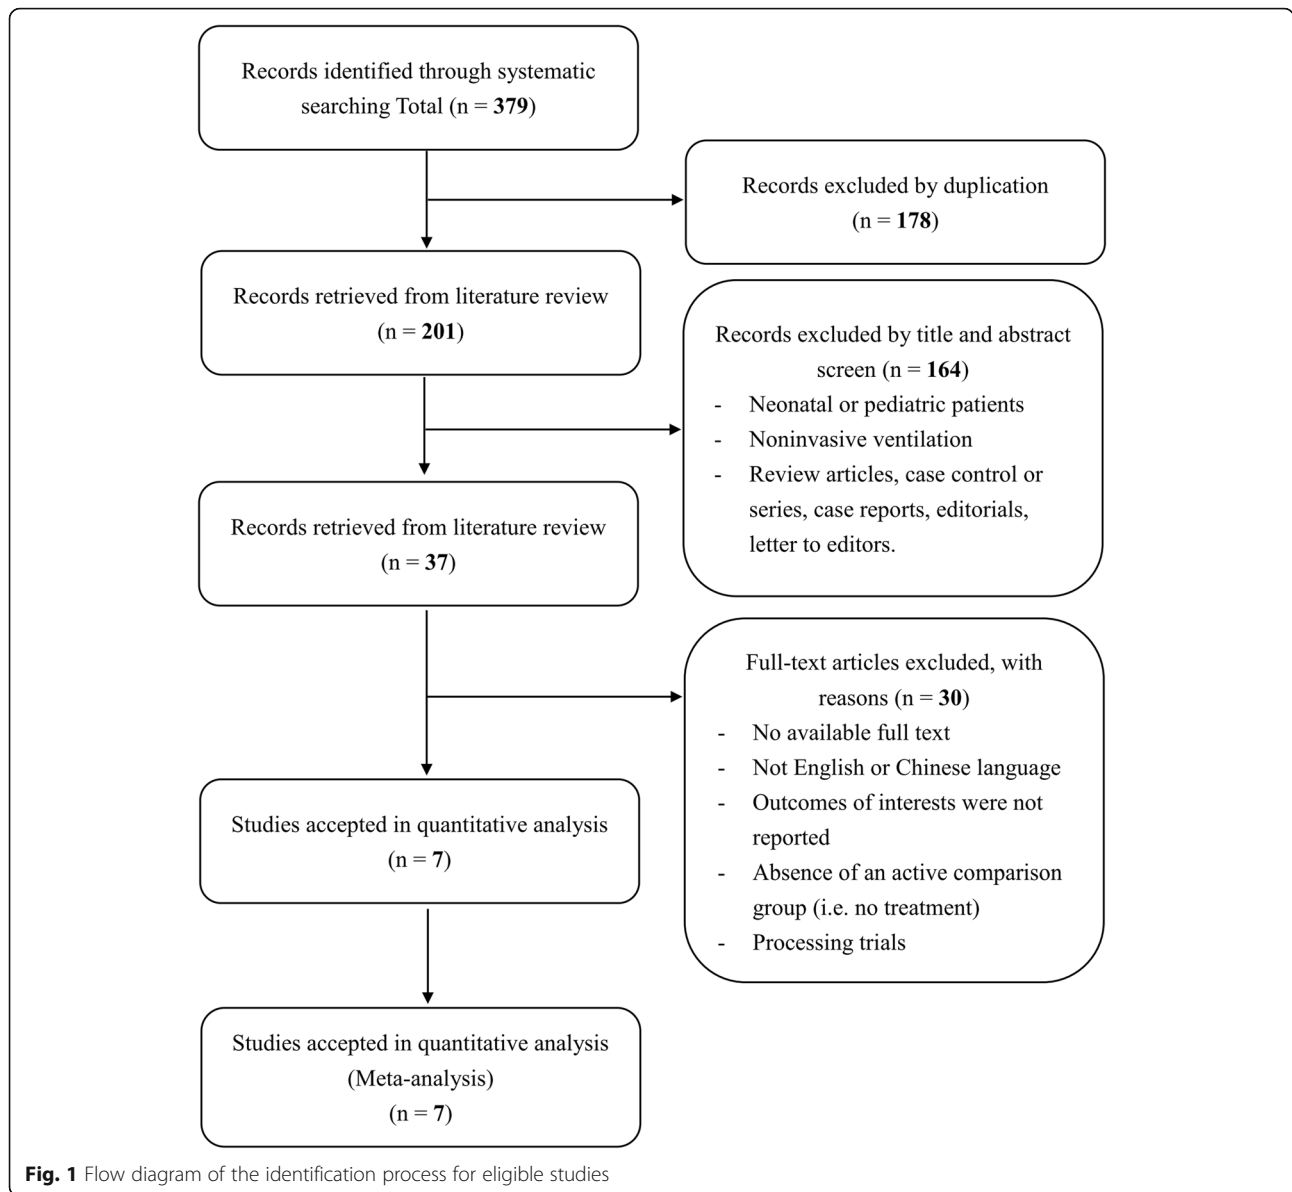 Records identified through systematic
searching Total (n = 379)
Records excluded by duplication
(n = 178)
Records retrieved from literature review
(n = 201)
Records excluded by title and abstract
screen (n = 164)
- Neonatal or pediatric patients
- Noninvasive ventilation
- Review articles, case control or
series, case reports, editorials,
letter to editors.
Records retrieved from literature review
(n = 37)
Full-text articles excluded, with
reasons (n = 30)
- No available full text
- Not English or Chinese language
- Outcomes of interests were not
reported
- Absence of an active comparison
group (i.e. no treatment)
- Processing trials
Studies accepted in quantitative analysis
(n = 7)
Studies accepted in quantitative analysis
(Meta-analysis)
(n = 7)
Fig. 1 Flow diagram of the identification process for eligible studies